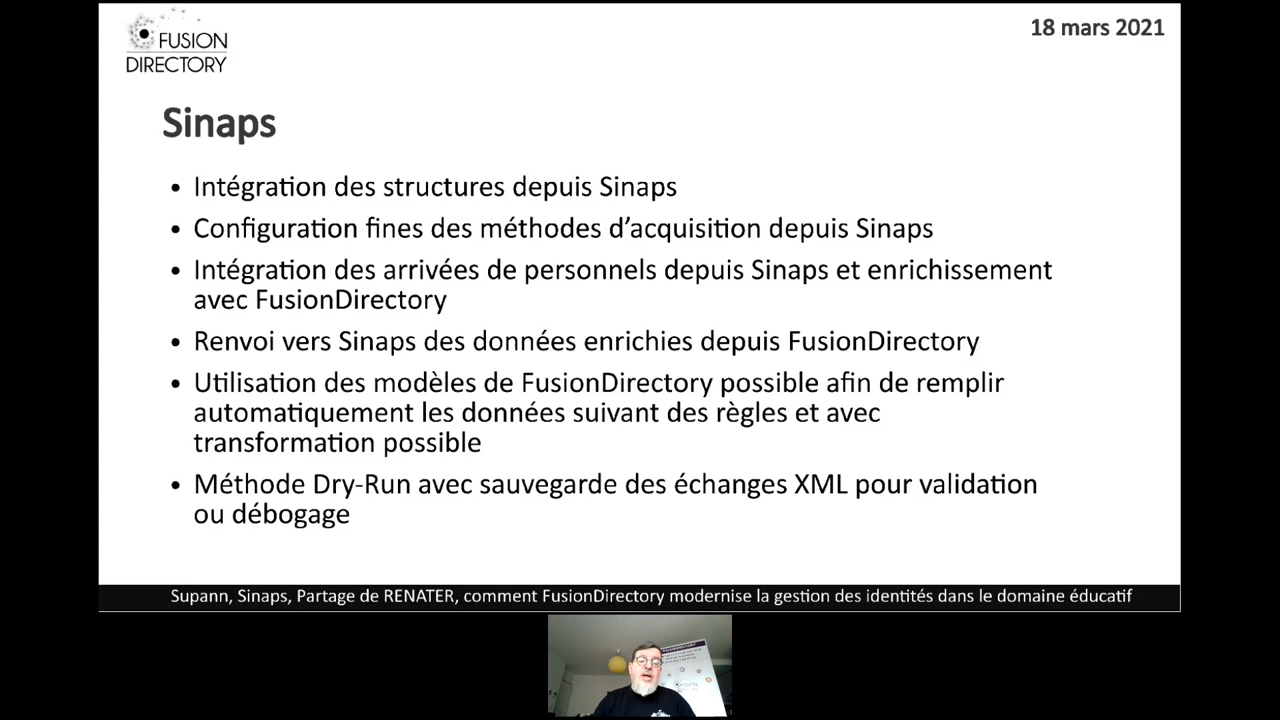 FUSION
DIRECTORY
18 mars 2021
Sinaps
• Intégration des structures depuis Sinaps
• Configuration fines des méthodes d’acquisition depuis Sinaps
• Intégration des arrivées de personnels depuis Sinaps et enrichissement
avec FusionDirectory
• Renvoi vers Sinaps des données enrichies depuis FusionDirectory
• Utilisation des modèles de FusionDirectory possible afin de remplir
automatiquement les données suivant des règles et avec
transformation possible
• Méthode Dry-Run avec sauvegarde des échanges XML pour validation
ou débogage
Supann, Sinaps, Partage de RENATER, comment FusionDirectory modernise la gestion des identités dans le domaine éducatif